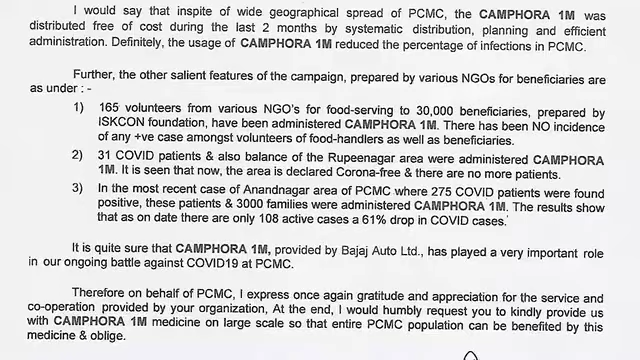 I would say that inspite of wide geographical spread of PCMC, the CAMPHORA 1M was
distributed free of cost during the last 2 months by systematic distribution, planning and efficient
administration. Definitely, the usage of CAMPHORA 1M reduced the percentage of infections in PCMC.
Further, the other salient features of the campaign, prepared by various NGOs for beneficiaries are
as under : -
1) 165 volunteers from various NGO's for food-serving to 30,000 beneficiaries, prepared by
ISKCON foundation, have been administered CAMPHORA 1M. There has been NO incidence
of any +ve case amongst volunteers of food-handlers as well as beneficiaries.
2) 31 COVID patients & also balance of the Rupeenagar area were administered CAMPHORA
1M. It is seen that now, the area is declared Corona-free & there are no more patients.
3) In the most recent case of Anandnagar area of PCMC where 275 COVID patients were found
positive, these patients & 3000 families were administered CAMPHORA 1M. The results show
that as on date there are only 108 active cases a 61% drop in COVID cases.
It is quite sure that CAMPHORA 1M, provided by Bajaj Auto Ltd., has played a very important role
in our ongoing battle against COVID19 at PCMC.
Therefore on behalf of PCMC, I express once again gratitude and appreciation for the service and
co-operation provided by your organization, At the end, I would humbly request you to kindly provide us
with CAMPHORA 1M medicine on large scale so that entire PCMC population can be benefited by this
medicine & oblige.